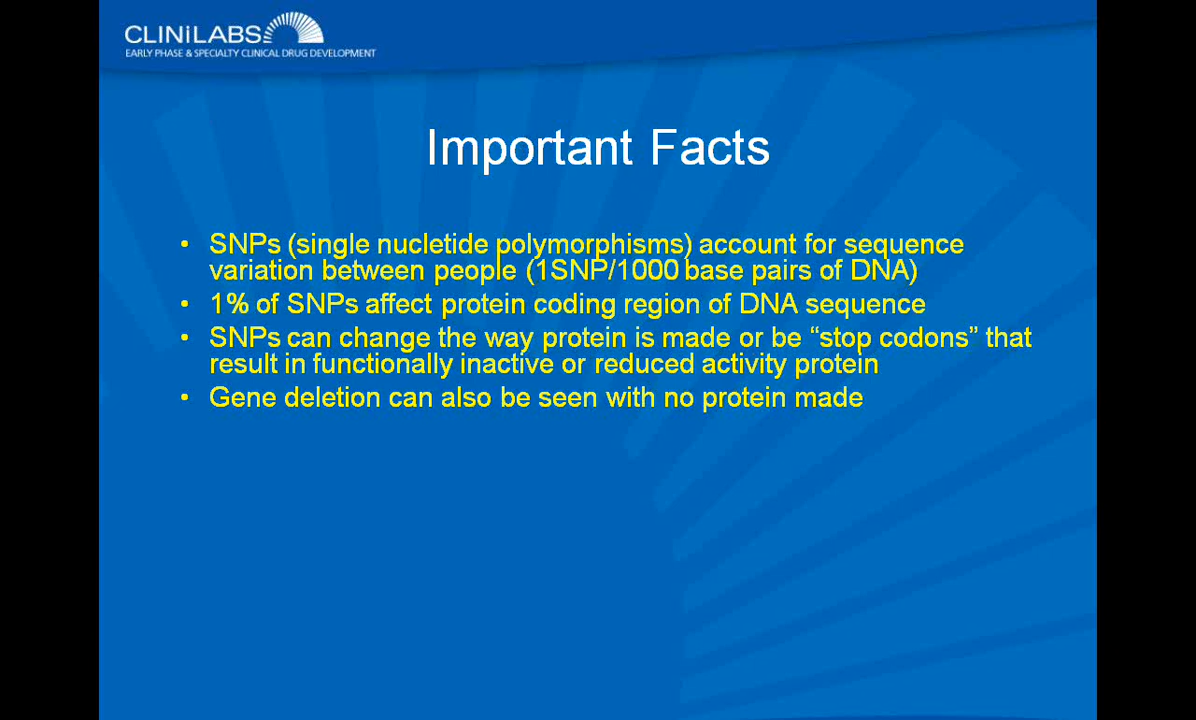 CLINiLABS
EARLY PHASE & SPECIALTY CLINICAL DRUG DEVELOPMENT
Important Facts
• SNPs (single nucletide polymorphisms) account for sequence
variation between people (1SNP/1000 base pairs of DNA)
• 1% of SNPs affect protein coding region of DNA sequence
• SNPs can change the way protein is made or be “stop codons” that
result in functionally inactive or reduced activity protein
• Gene deletion can also be seen with no protein made